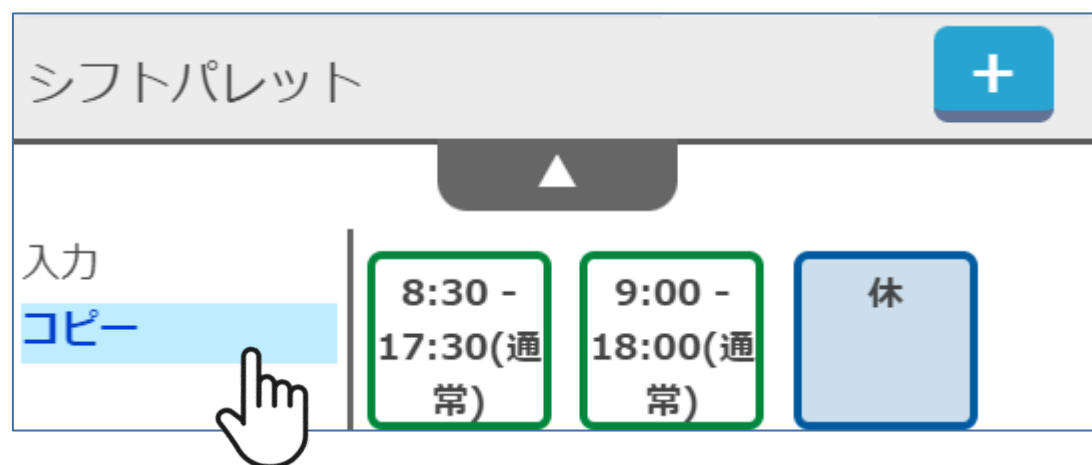 シフトパレット
+
▲
入力
コピー
8:30 -
17:30(通
常)
9:00 -
18:00(通
常)
休